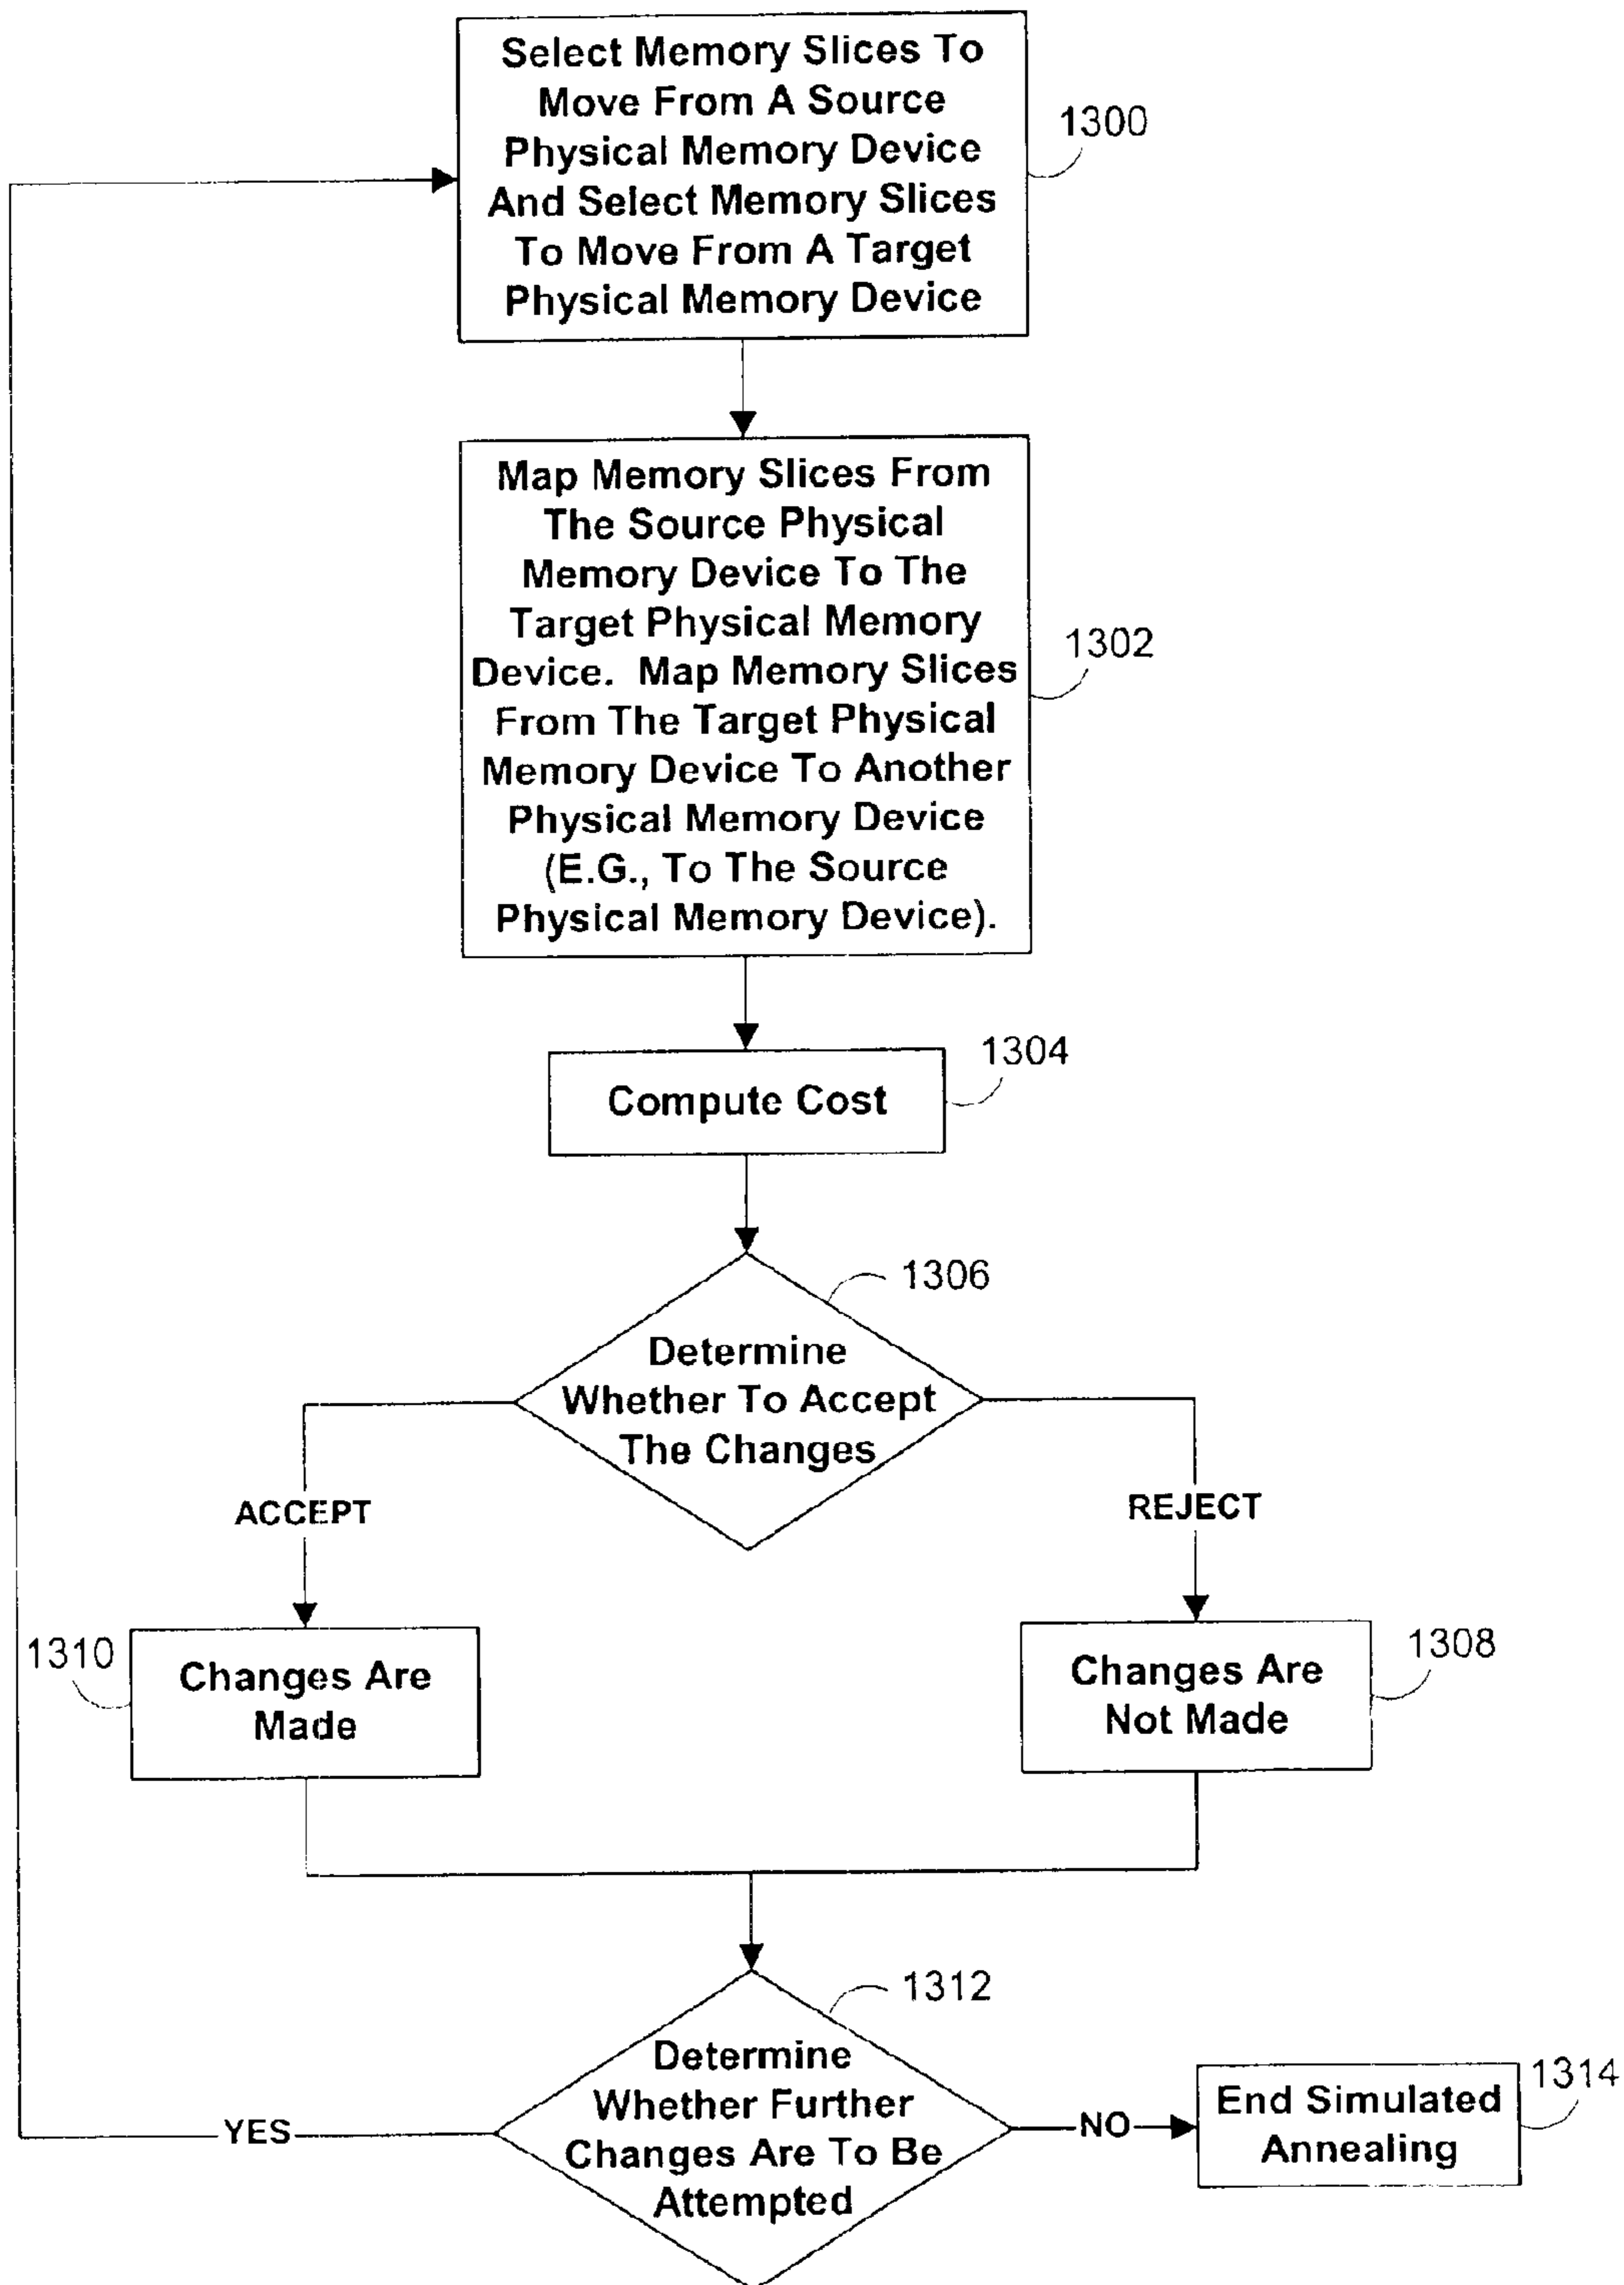 Select Memory Slices To
Move From A Source
Physical Memory Device
And Select Memory Slices
To Move From A Target
Physical Memory Device
1300
Map Memory Slices From
The Source Physical
Memory Device To The
Target Physical Memory
Device. Map Memory Slices
From The Target Physical
Memory Device To Another
Physical Memory Device
(E.G., To The Source
Physical Memory Device).
1302
Compute Cost
1304
1306
Determine
Whether To Accept
The Changes
ACCEPT
REJECT
1310
Changes Are
Made
Changes Are
Not Made
1308
1312
Determine
Whether Further
Changes Are To Be
Attempted
YES
NO
End Simulated
Annealing
1314